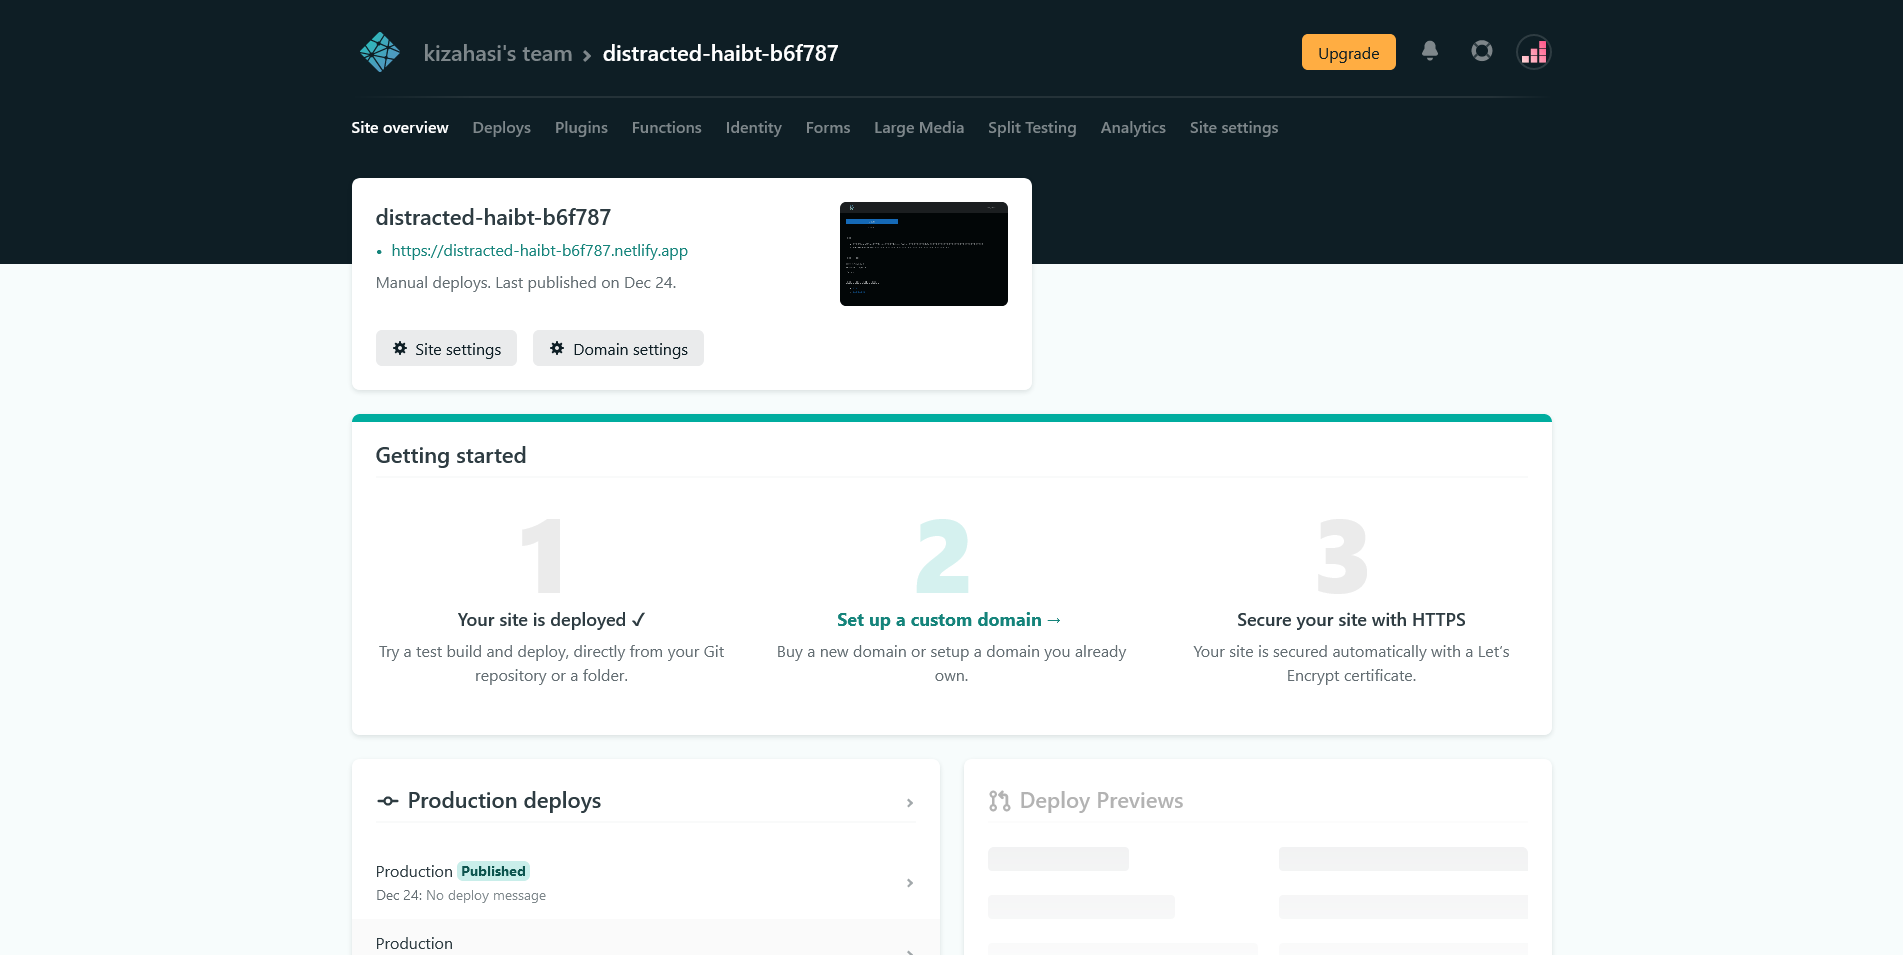 kizahasi's team > distracted-haibt-b6f787
Upgrade
Site overview Deploys Plugins Functions Identity Forms Large Media Split Testing Analytics Site settings
distracted-haibt-b6f787
• https://distracted-haibt-b6f787.netlify.app
Manual deploys. Last published on Dec 24.
Site settings Domain settings
Getting started
1
Your site is deployed ✓
Try a test build and deploy, directly from your Git
repository or a folder.
2
Set up a custom domain →
Buy a new domain or setup a domain you already
own.
3
Secure your site with HTTPS
Your site is secured automatically with a Let's
Encrypt certificate.
Production deploys
Production Published
Dec 24: No deploy message
Production
Deploy Previews